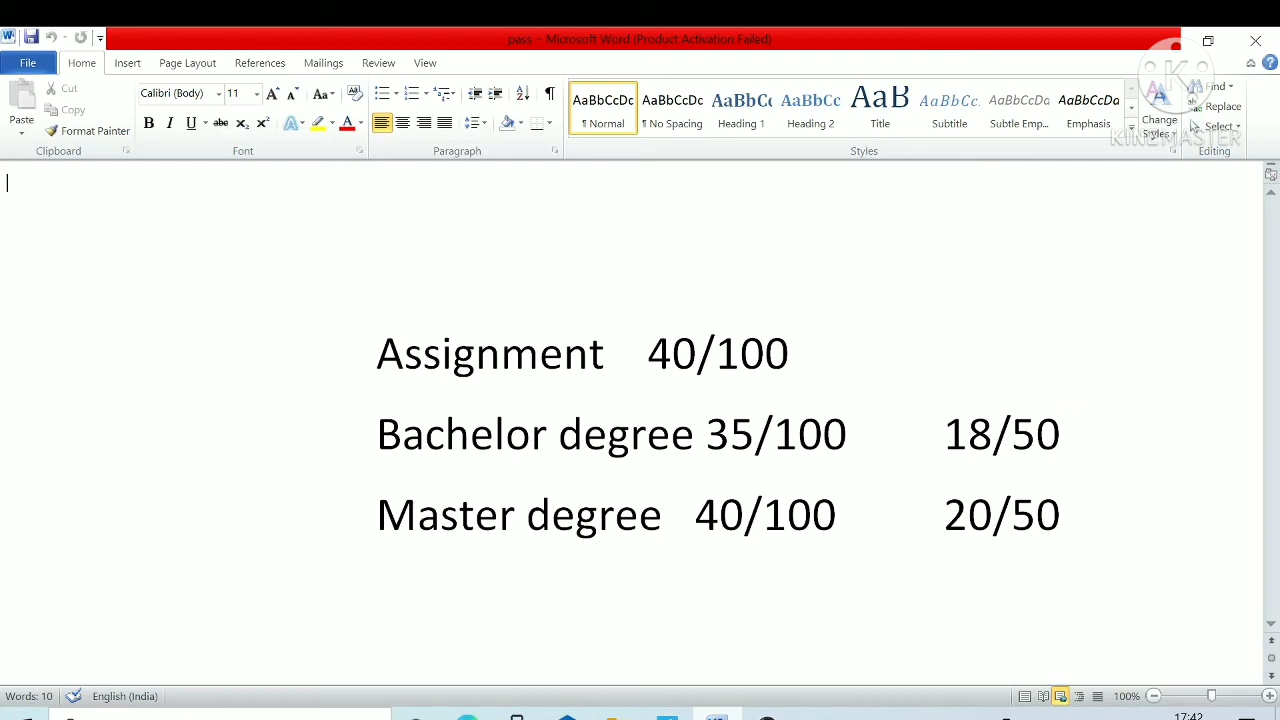 pass - Microsoft Word (Product Activation Failed)
File Home Insert Page Layout References Mailings Review View
Paste
Cut
Copy
Format Painter
Clipboard
Calibri (Body) 11
Font
Paragraph
AaBbCcDc AaBbCcDc AaBbCc AaBbCc AaB AaBbCc. AaBbCcDc AaBbCcDc
¶ Normal ¶ No Spacing Heading 1 Heading 2 Title Subtitle Subtle Emp... Emphasis
Styles
Change Styles
Find
Replace
Select
Editing
KINEMASTER
Assignment 40/100
Bachelor degree 35/100 18/50
Master degree 40/100 20/50
Words: 10 English (India) 100%
17:42